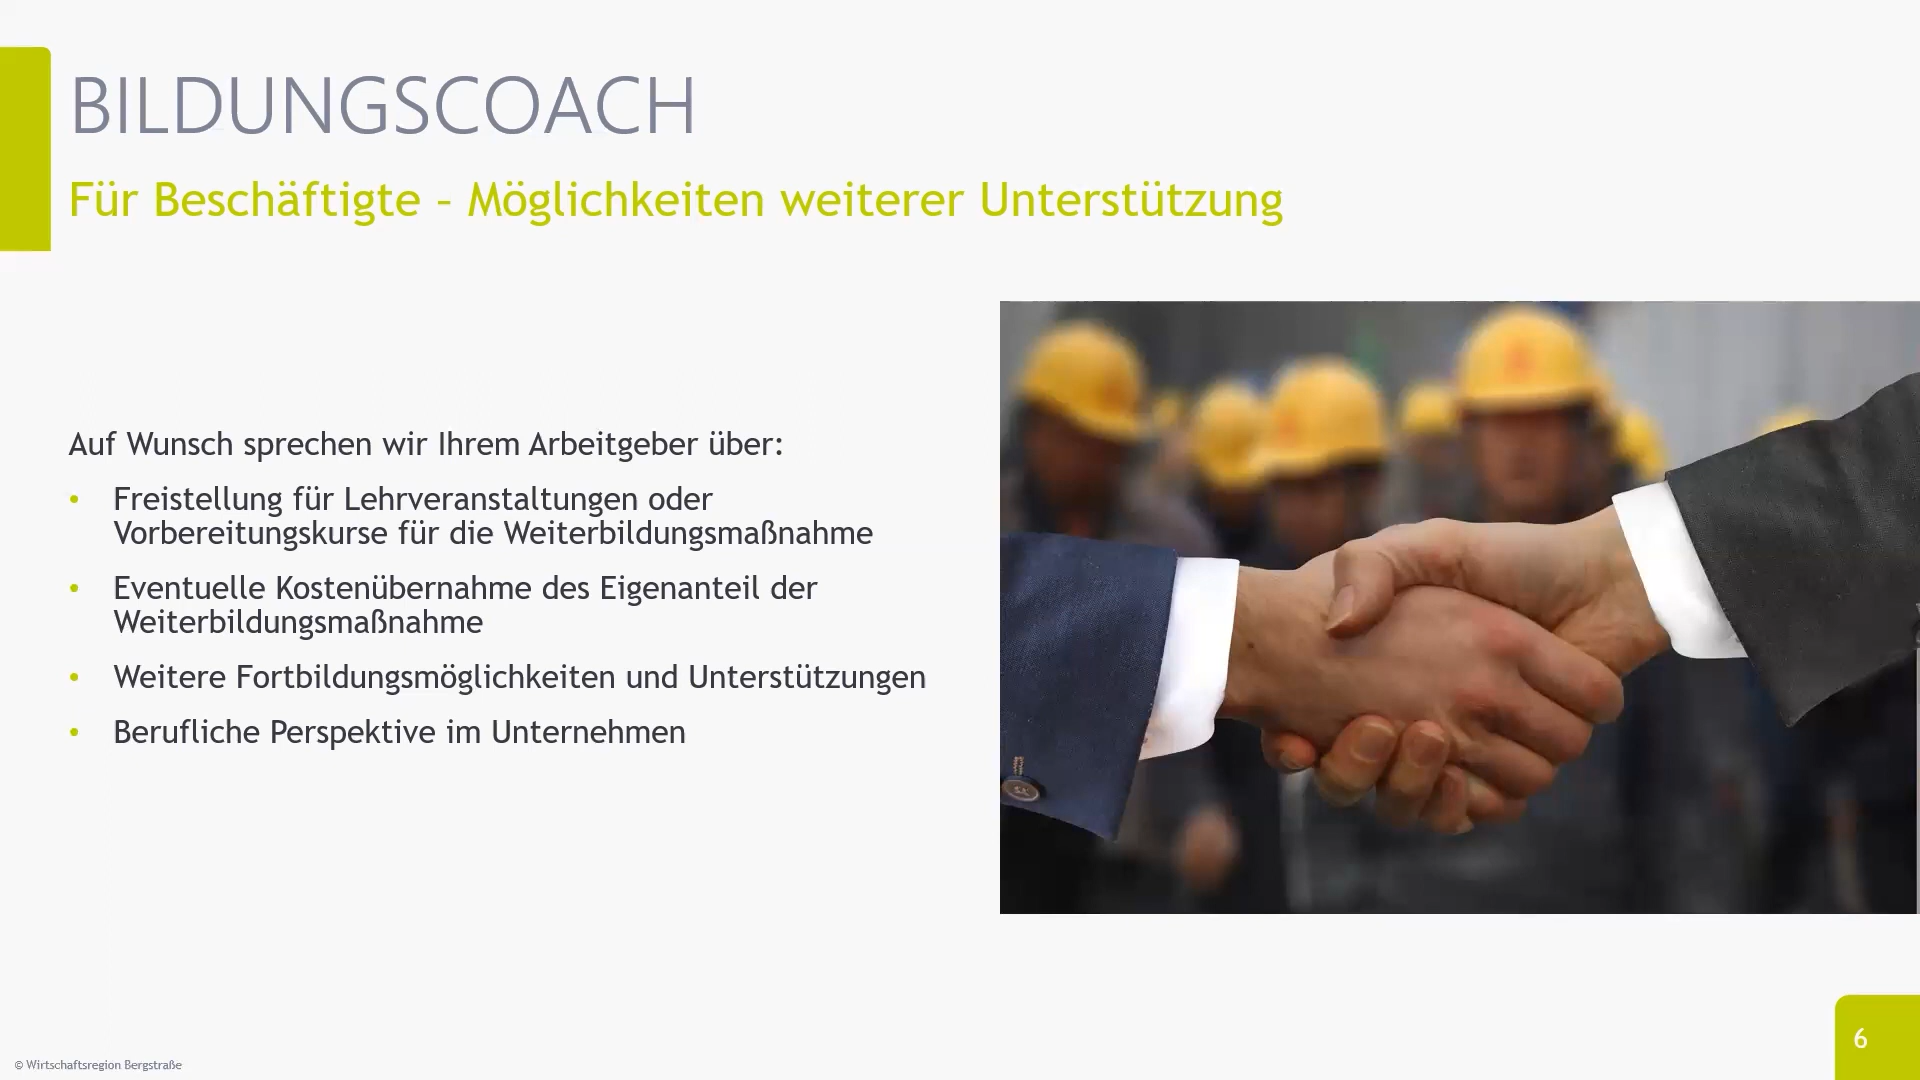 BILDUNGSCOACH
Für Beschäftigte – Möglichkeiten weiterer Unterstützung
Auf Wunsch sprechen wir Ihrem Arbeitgeber über:
• Freistellung für Lehrveranstaltungen oder
Vorbereitungskurse für die Weiterbildungsmaßnahme
• Eventuelle Kostenübernahme des Eigenanteil der
Weiterbildungsmaßnahme
• Weitere Fortbildungsmöglichkeiten und Unterstützungen
• Berufliche Perspektive im Unternehmen
© Wirtschaftsregion Bergstraße
6